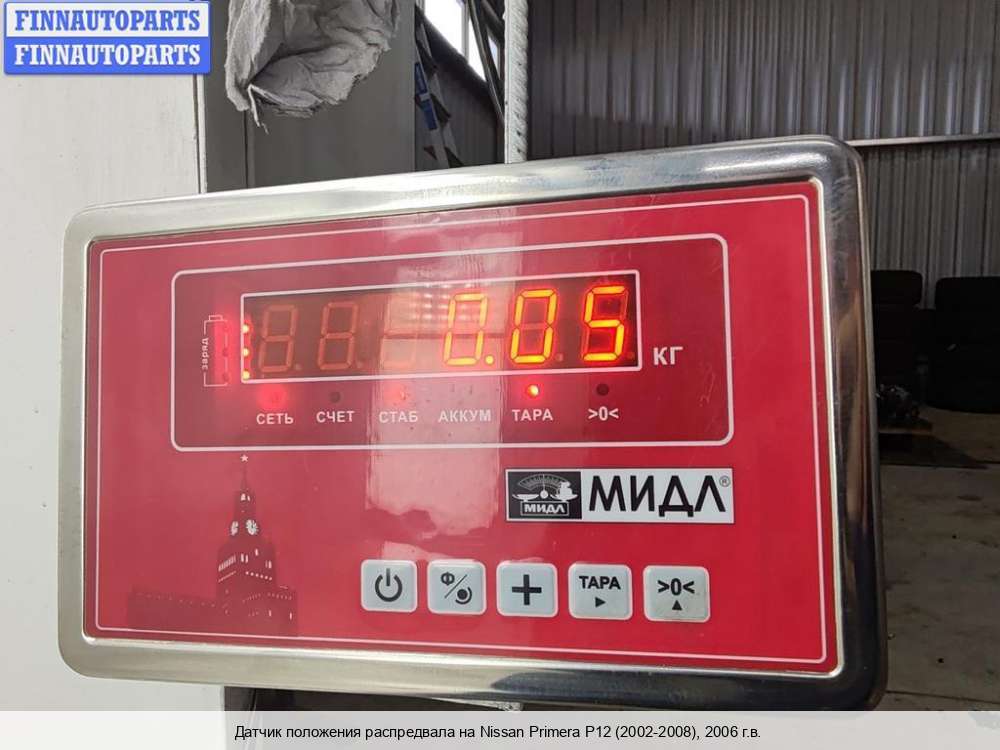 FINNAUTOPARTS
FINNAUTOPARTS
0.05
КГ
заряд
СЕТЬ СЧЕТ СТАБ АККУМ ТАРА >0<
МИДЛ МИДЛ®
Ф ТАРА >0<
Датчик положения распредвала на Nissan Primera P12 (2002-2008), 2006 г.в.